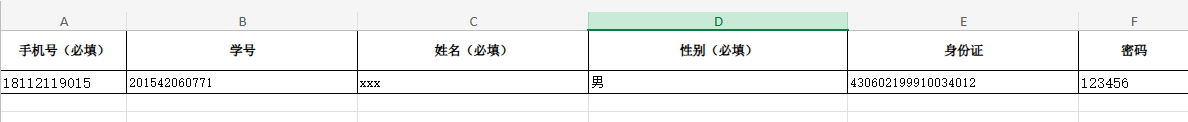 A B C D E F
手机号（必填） 学号 姓名（必填） 性别（必填） 身份证 密码
18112119015 201542060771 xxx 男 430602199910034012 123456